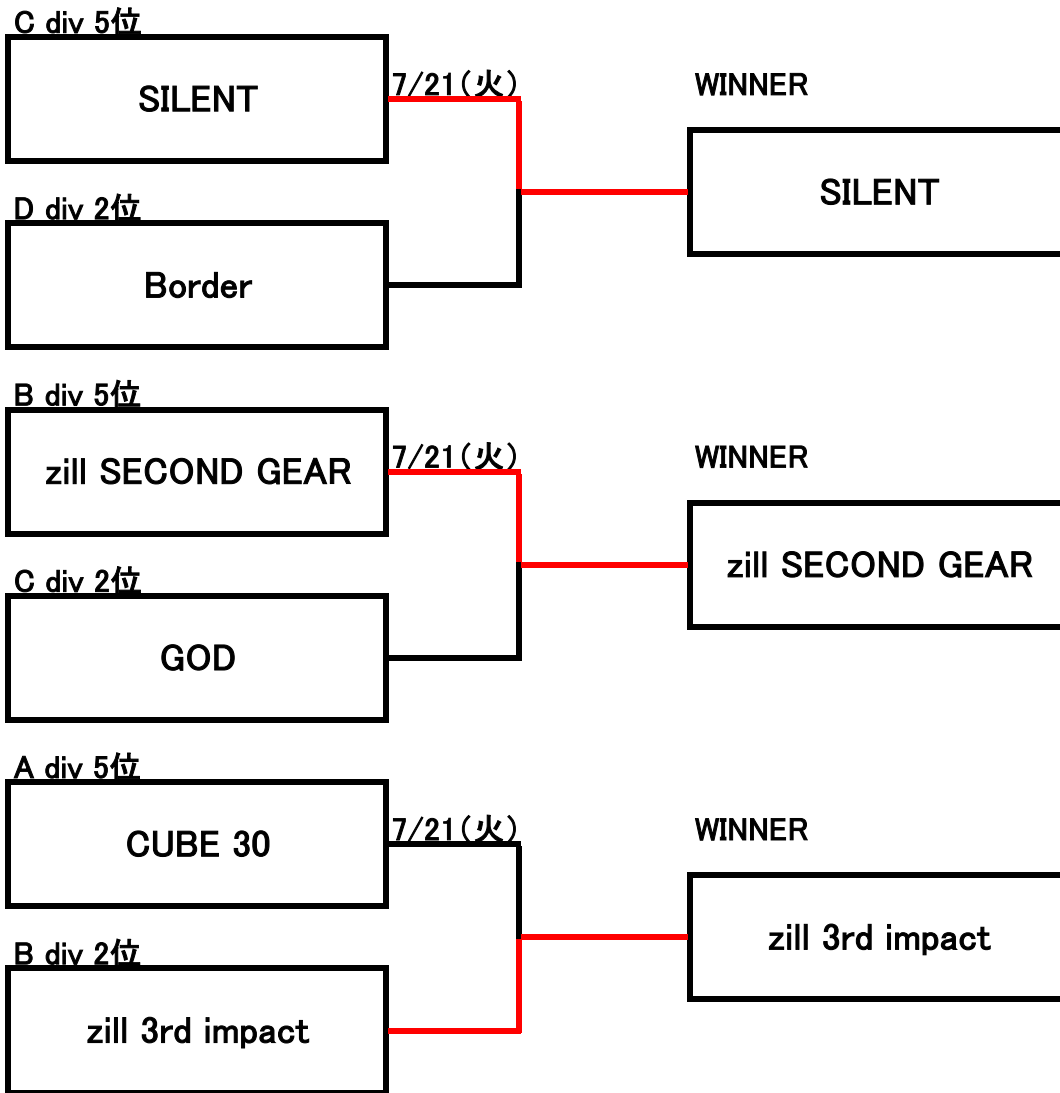 C div 5位
SILENT
7/21(火)
WINNER
SILENT
D div 2位
Border
B div 5位
zill SECOND GEAR
7/21(火)
WINNER
zill SECOND GEAR
C div 2位
GOD
A div 5位
CUBE 30
7/21(火)
WINNER
zill 3rd impact
B div 2位
zill 3rd impact